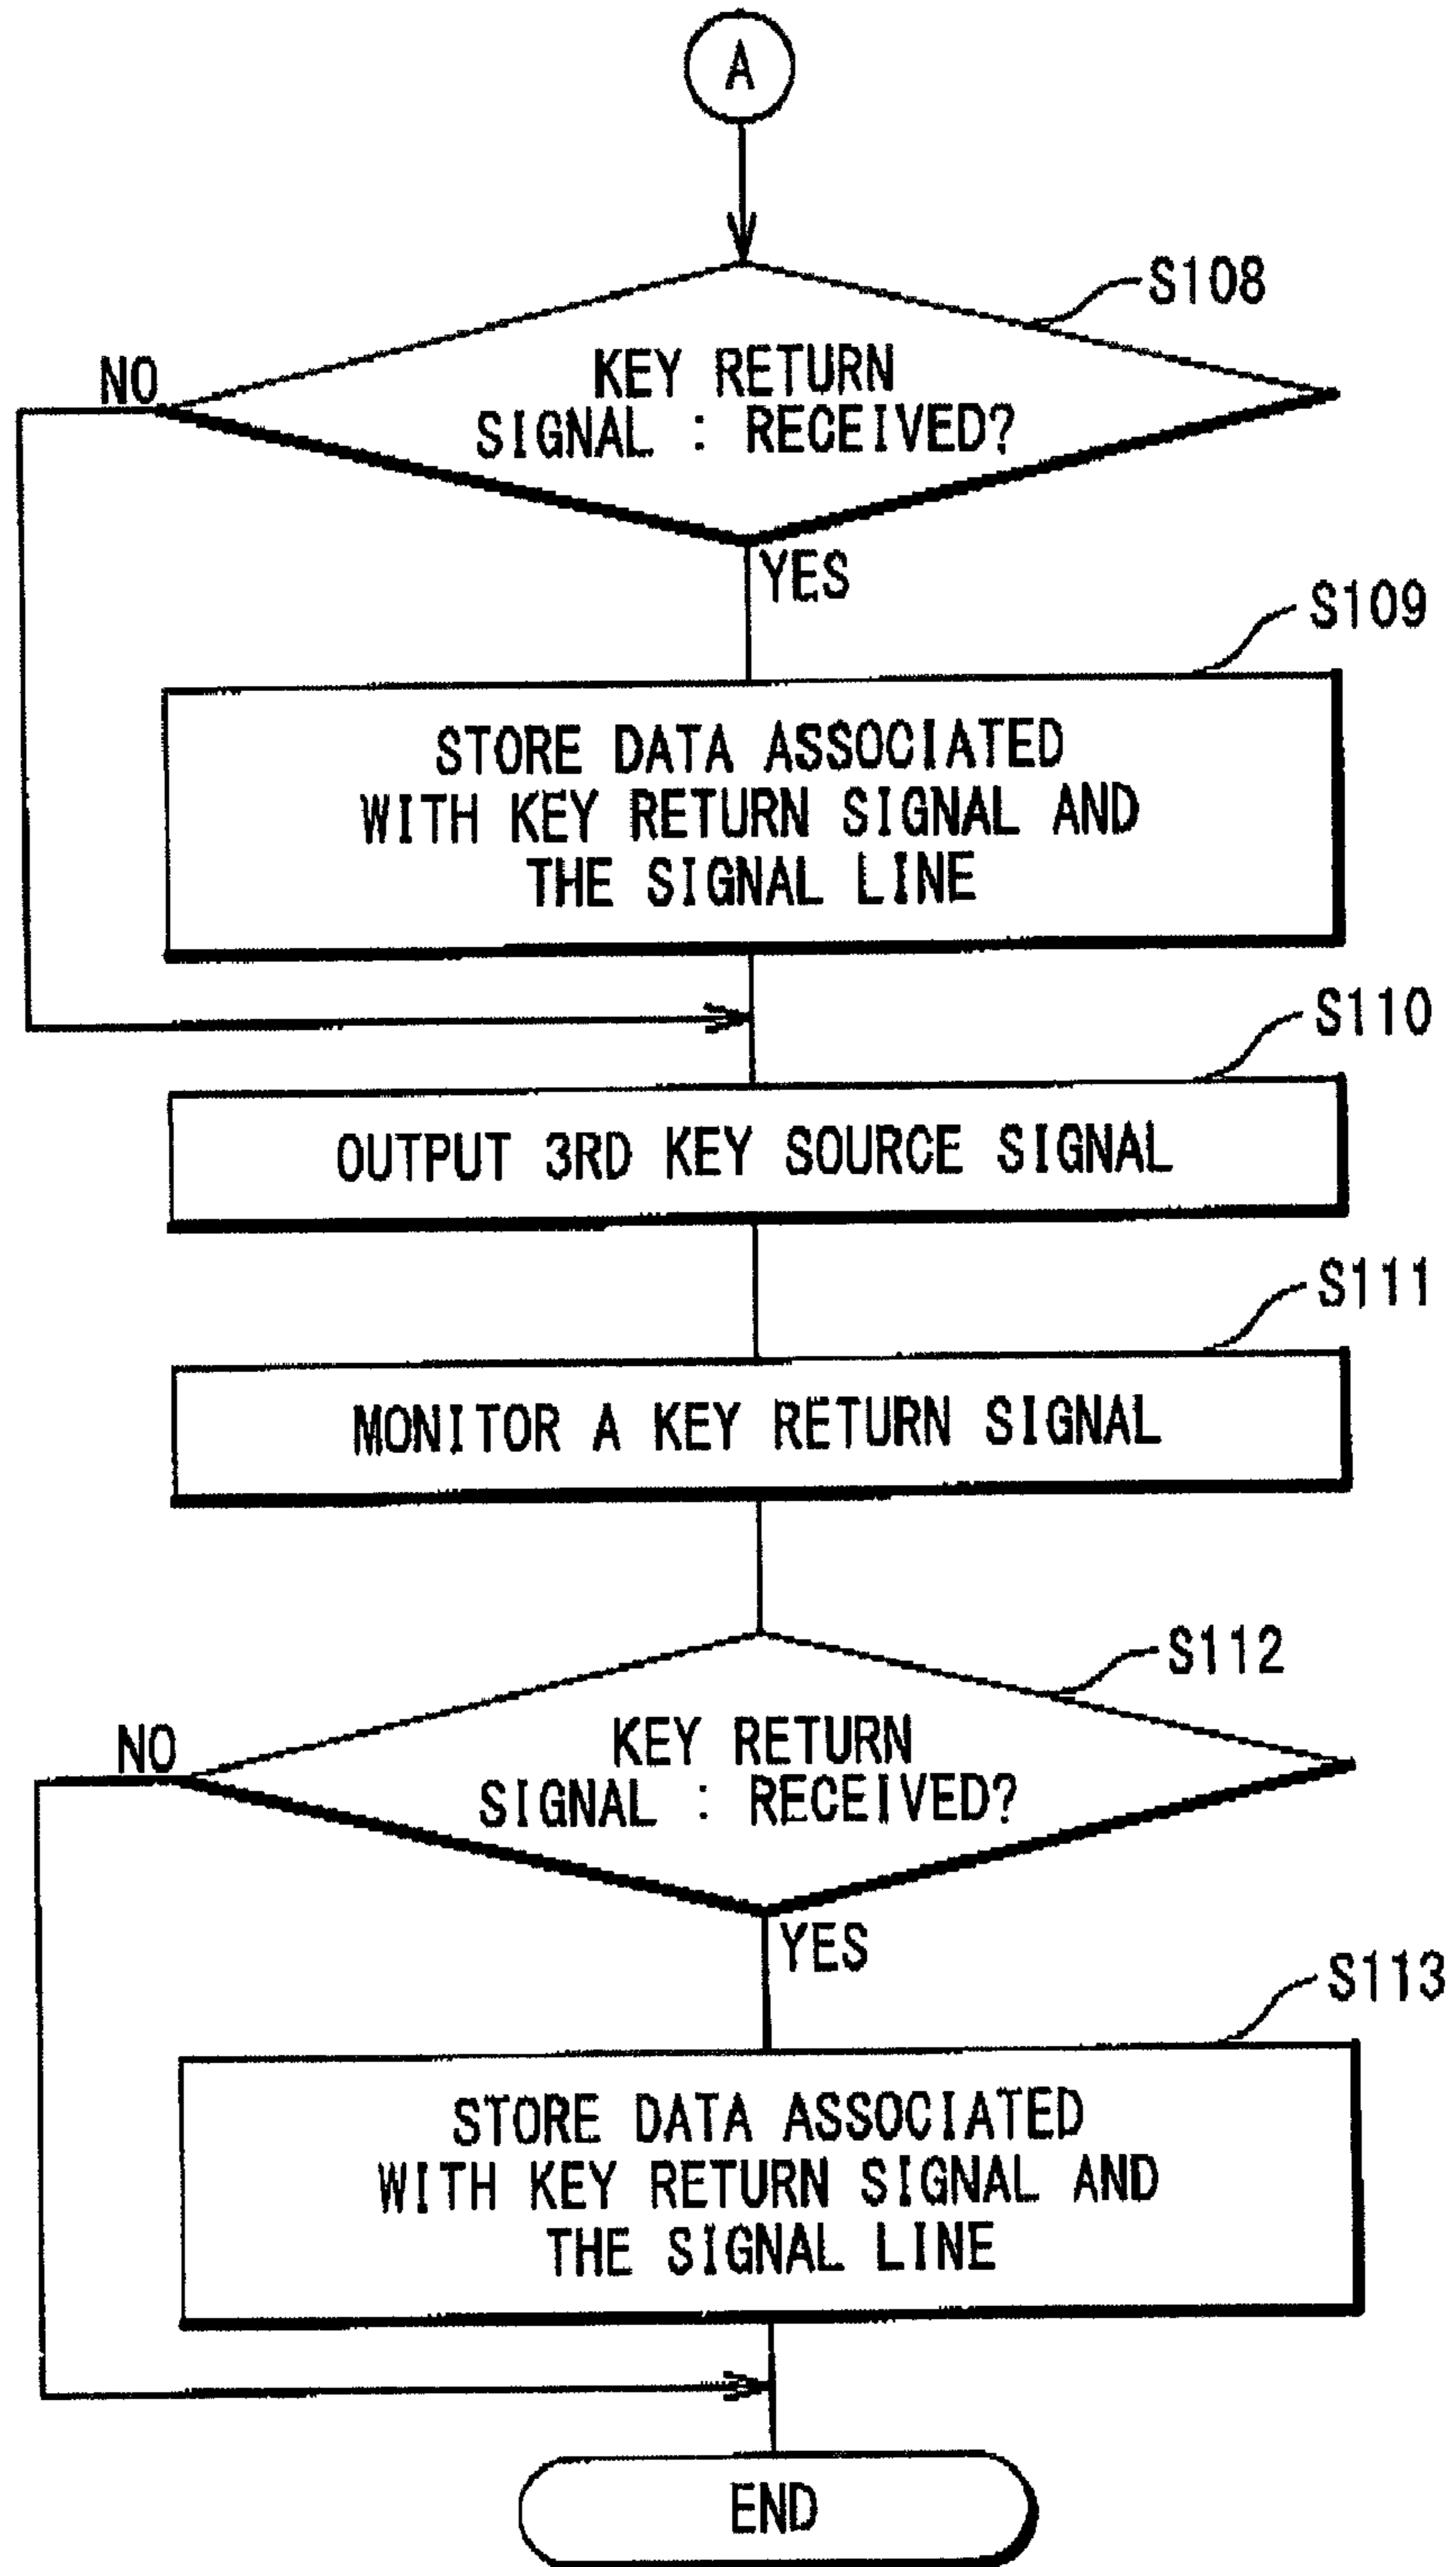 A
S108
NO
KEY RETURN
SIGNAL : RECEIVED?
YES
S109
STORE DATA ASSOCIATED
WITH KEY RETURN SIGNAL AND
THE SIGNAL LINE
S110
OUTPUT 3RD KEY SOURCE SIGNAL
S111
MONITOR A KEY RETURN SIGNAL
S112
NO
KEY RETURN
SIGNAL : RECEIVED?
YES
S113
STORE DATA ASSOCIATED
WITH KEY RETURN SIGNAL AND
THE SIGNAL LINE
END